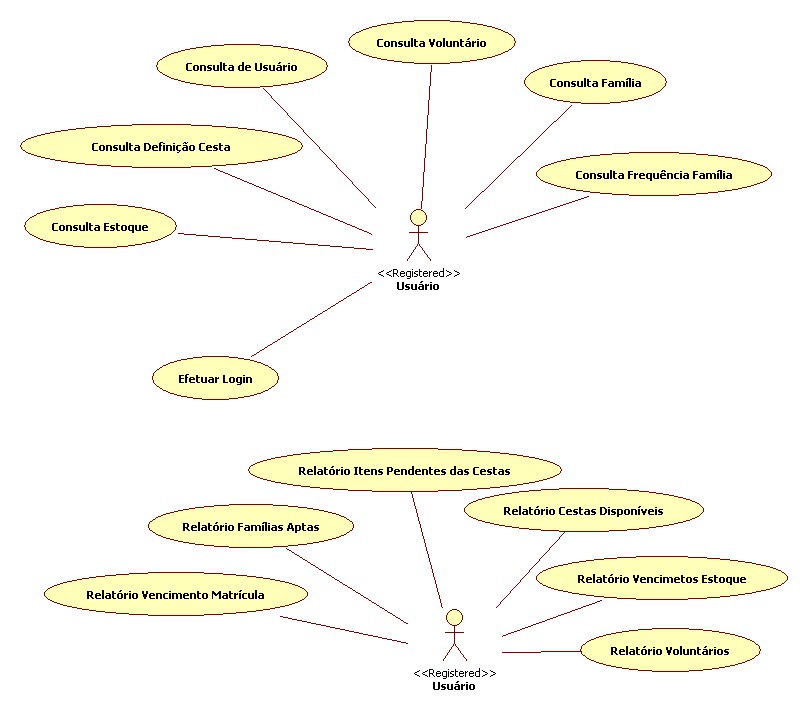 Consulta Voluntário
Consulta de Usuário
Consulta Família
Consulta Definição Cesta
Consulta Frequência Família
Consulta Estoque
<<Registered>>
Usuário
Efetuar Login
Relatório Itens Pendentes das Cestas
Relatório Cestas Disponíveis
Relatório Famílias Aptas
Relatório Vencimetos Estoque
Relatório Vencimento Matrícula
Relatório Voluntários
<<Registered>>
Usuário